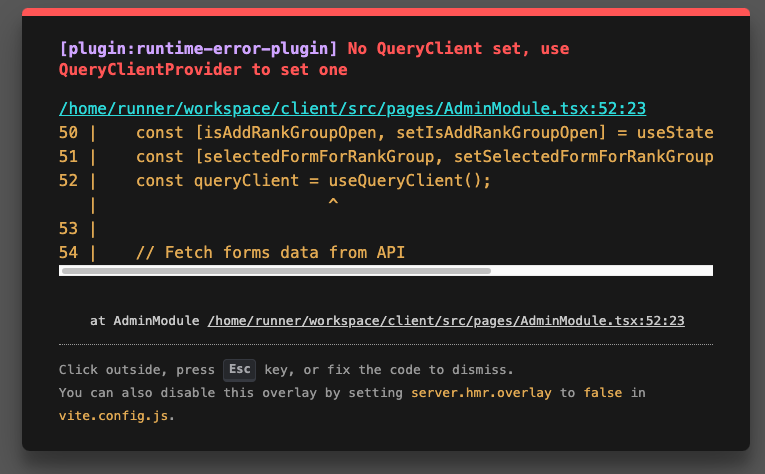 [plugin:runtime-error-plugin] No QueryClient set, use
QueryClientProvider to set one
/home/runner/workspace/client/src/pages/AdminModule.tsx:52:23
50 |    const [isAddRankGroupOpen, setIsAddRankGroupOpen] = useState
51 |    const [selectedFormForRankGroup, setSelectedFormForRankGroup
52 |    const queryClient = useQueryClient();
   |                        ^
53 |
54 |    // Fetch forms data from API
at AdminModule /home/runner/workspace/client/src/pages/AdminModule.tsx:52:23
Click outside, press Esc key, or fix the code to dismiss.
You can also disable this overlay by setting server.hmr.overlay to false in
vite.config.js.